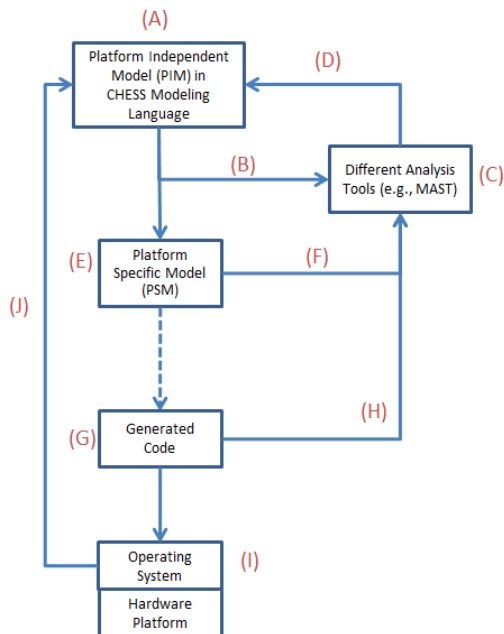 (A)
Platform Independent
Model (PIM) in
CHESS Modeling
Language
(D)
(B)
Different Analysis
Tools (e.g., MAST)
(C)
(E)
Platform
Specific Model
(PSM)
(F)
(J)
(H)
(G)
Generated
Code
Operating
System
(I)
Hardware
Platform